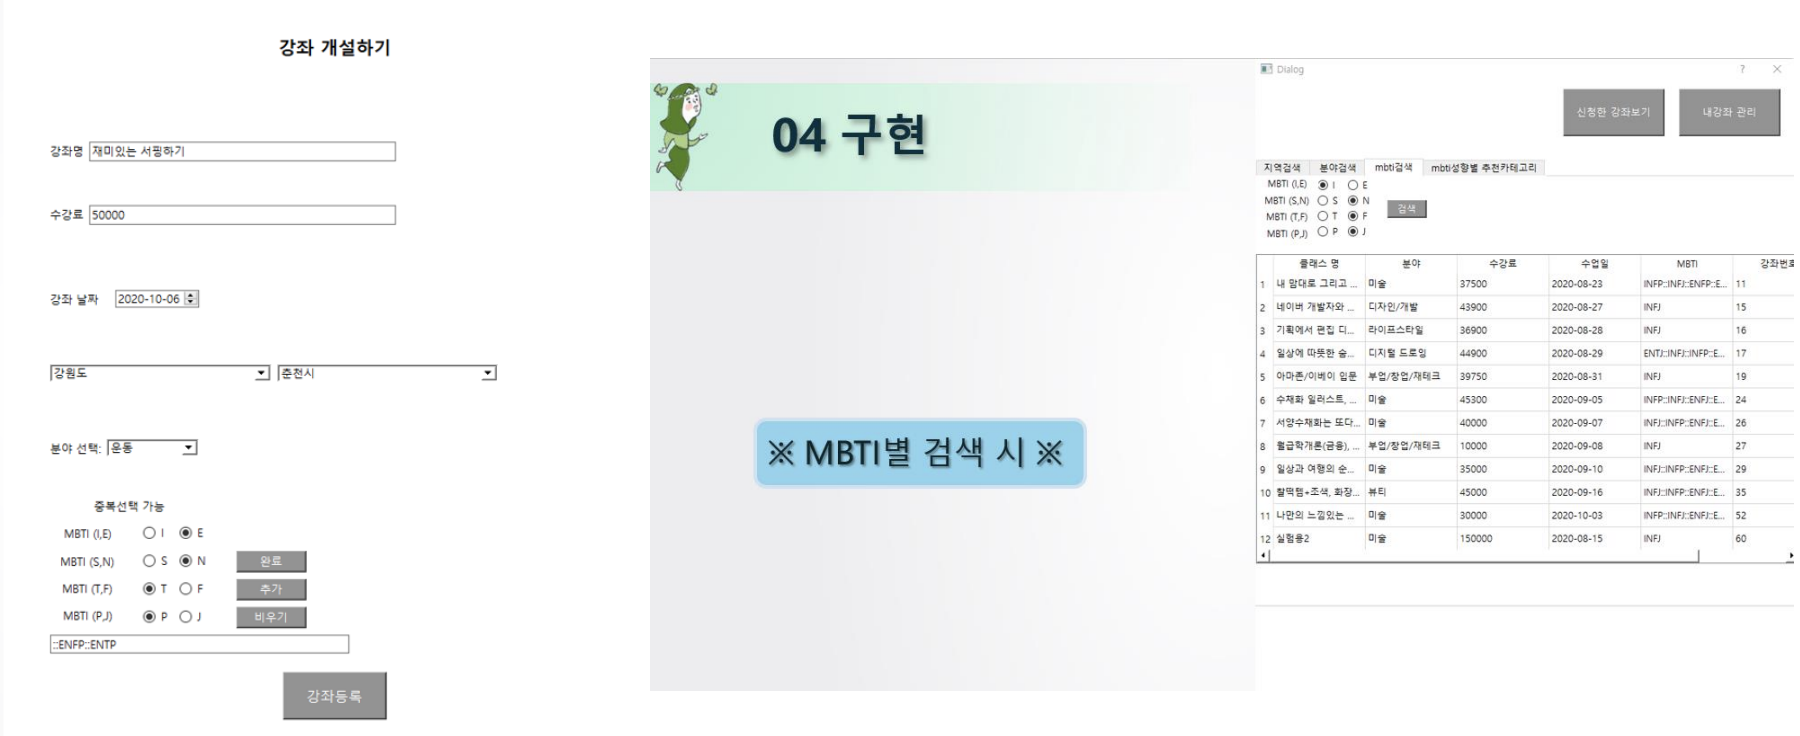 강좌 개설하기
강좌명 재미있는 서핑하기
수강료 50000
강좌 날짜 2020-10-06
강원도 춘천시
분야 선택: 운동
중복선택 가능
MBTI (I,E) I E
MBTI (S,N) S N 완료
MBTI (T,F) T F 추가
MBTI (P,J) P J 비우기
::ENFP::ENTP
강좌등록
04 구현
※ MBTI별 검색 시 ※
Dialog ? ×
신청한 강좌보기 내강좌 관리
지역검색 분야검색 mbti검색 mbti성향별 추천카테고리
MBTI (I,E) I E
MBTI (S,N) S N 검색
MBTI (T,F) T F
MBTI (P,J) P J
클래스 명 분야 수강료 수업일 MBTI 강좌번호
1 내 맘대로 그리고 ... 미술 37500 2020-08-23 INFP::INFJ::ENFP::E... 11
2 네이버 개발자와 ... 디자인/개발 43900 2020-08-27 INFJ 15
3 기획에서 편집 디... 라이프스타일 36900 2020-08-28 INFJ 16
4 일상에 따뜻한 숨... 디지털 드로잉 44900 2020-08-29 ENTJ::INFJ::INFP::E... 17
5 아마존/이베이 입문 부업/창업/재테크 39750 2020-08-31 INFJ 19
6 수채화 일러스트, ... 미술 45300 2020-09-05 INFP::INFJ::ENFJ::E... 24
7 서양수채화는 또다... 미술 40000 2020-09-07 INFJ::INFP::ENFJ::E... 26
8 월급학개론(금융), ... 부업/창업/재테크 10000 2020-09-08 INFJ 27
9 일상과 여행의 순... 미술 35000 2020-09-10 INFJ::INFP::ENFJ::E... 29
10 찰떡템+조색, 화장... 뷰티 45000 2020-09-16 INFJ::INFP::ENFJ::E... 35
11 나만의 느낌있는 ... 미술 30000 2020-10-03 INFP::INFJ::ENFJ::E... 52
12 실험용2 미술 150000 2020-08-15 INFJ 60